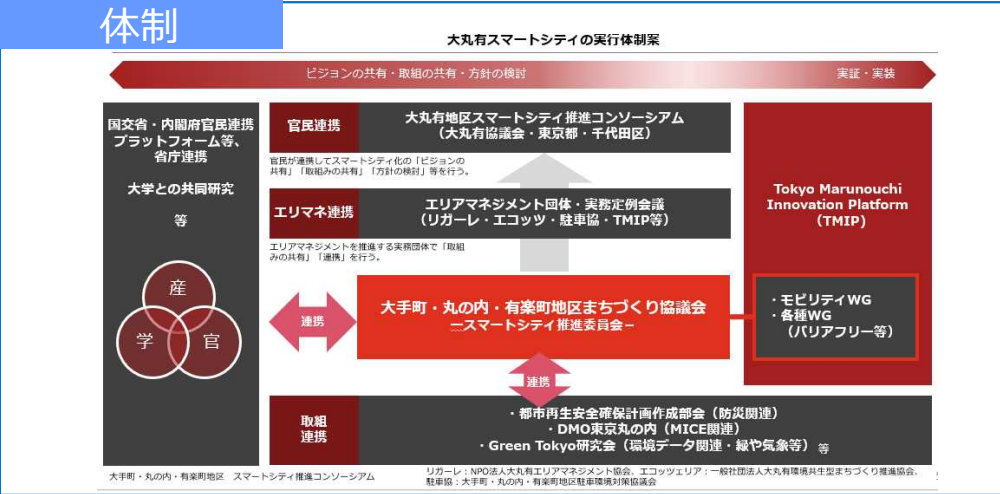 体制
大丸有スマートシティの実行体制案
ビジョンの共有・取組の共有・方針の検討
実証・実装
国交省・内閣府官民連携
プラットフォーム等、
省庁連携
大学との共同研究
等
産
学
官
官民連携
大丸有地区スマートシティ推進コンソーシアム
（大丸有協議会・東京都・千代田区）
官民が連携してスマートシティ化の「ビジョンの
共有」「取組みの共有」「方針の検討」等を行う。
エリマネ連携
エリアマネジメント団体・実務定例会議
（リガーレ・エコッツ・駐車協・TMIP等）
エリアマネジメントを推進する実務団体で「取組
みの共有」「連携」を行う。
連携
大手町・丸の内・有楽町地区まちづくり協議会
―スマートシティ推進委員会−
Tokyo Marunouchi
Innovation Platform
(TMIP)
・モビリティWG
・各種WG
（バリアフリー等）
連携
取組
連携
・都市再生安全確保計画作成部会（防災関連）
・DMO東京丸の内（MICE関連）
・Green Tokyo研究会（環境データ関連・緑や気象等）等
大手町・丸の内・有楽町地区　スマートシティ推進コンソーシアム
リガーレ：NPO法人大丸有エリアマネジメント協会、エコッツェリア：一般社団法人大丸有環境共生型まちづくり推進協会、
駐車協：大手町・丸の内・有楽町地区駐車環境対策協議会